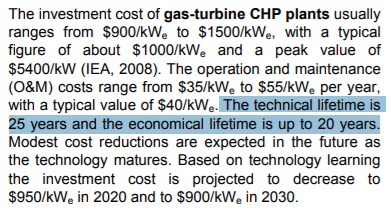 The investment cost of gas-turbine CHP plants usually
ranges from $900/kWₑ to $1500/kWₑ, with a typical
figure of about $1000/kWₑ and a peak value of
$5400/kW (IEA, 2008). The operation and maintenance
(O&M) costs range from $35/kWₑ to $55/kWₑ per year,
with a typical value of $40/kWₑ. The technical lifetime is
25 years and the economical lifetime is up to 20 years.
Modest cost reductions are expected in the future as
the technology matures. Based on technology learning
the investment cost is projected to decrease to
$950/kWₑ in 2020 and to $900/kWₑ in 2030.